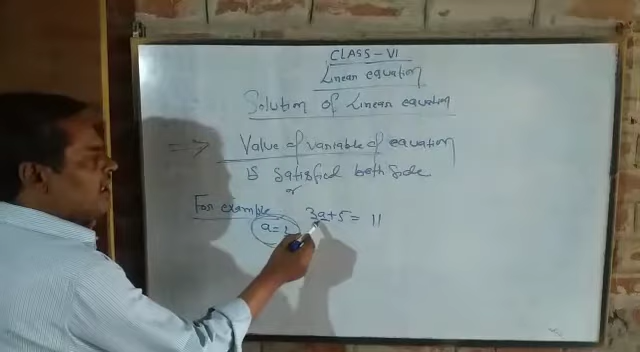 CLASS-VI
Linear equation
Solution of Linear equation
⇒ Value of variable of equation
is satisfied both side
or
For example 3a+5= 11
a=